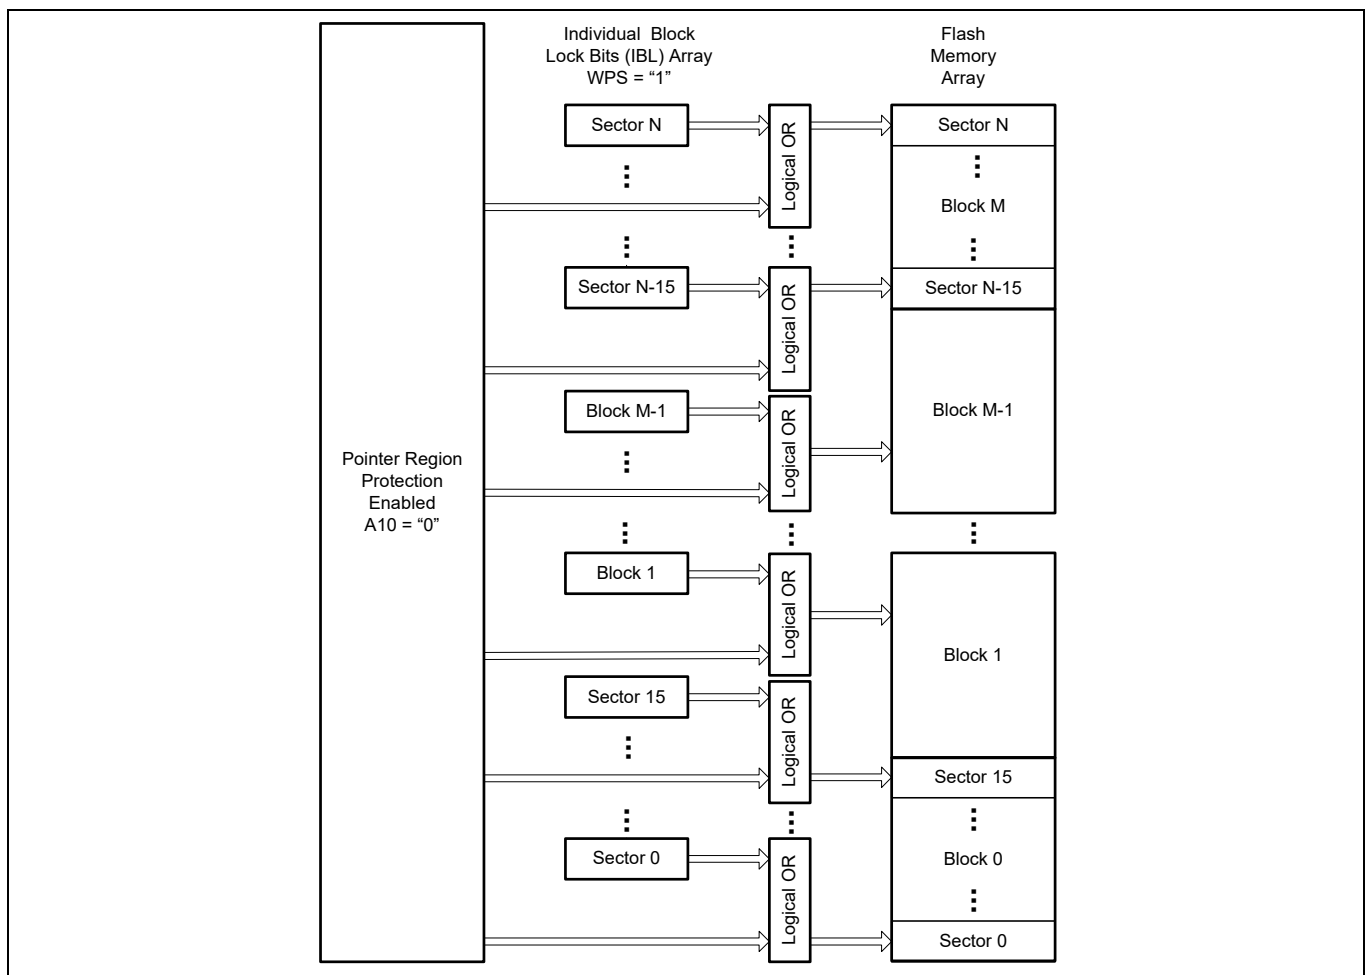 Individual Block
Lock Bits (IBL) Array
WPS = “1”
Flash
Memory
Array
Pointer Region
Protection
Enabled
A10 = “0”
Sector N
Logical OR
Sector N
Block M
Sector N-15
Logical OR
Sector N-15
Block M-1
Logical OR
Block M-1
Block 1
Logical OR
Block 1
Sector 15
Logical OR
Sector 15
Sector 0
Logical OR
Block 0
Sector 0